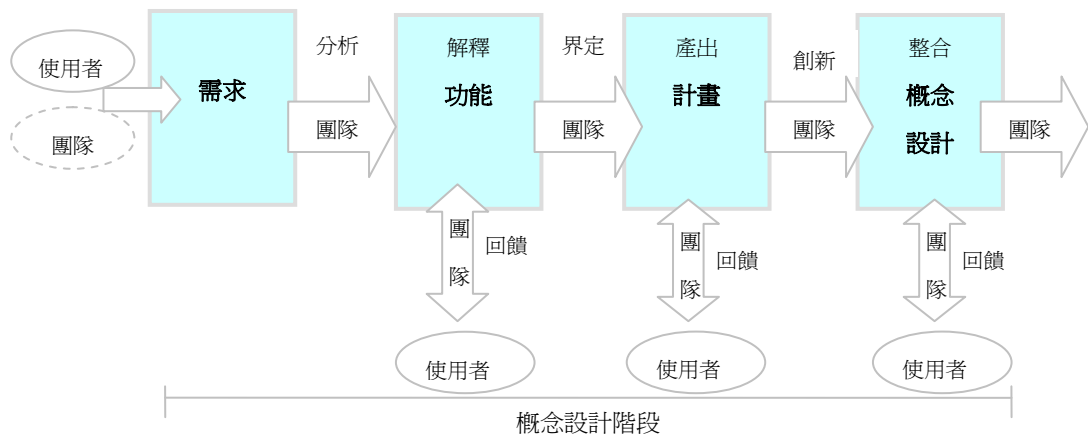 使用者
團隊
需求
分析
團隊
解釋
功能
界定
團隊
產出
計畫
創新
團隊
整合
概念
設計
團隊
團
隊
回饋
團
隊
回饋
團
隊
回饋
使用者
使用者
使用者
概念設計階段